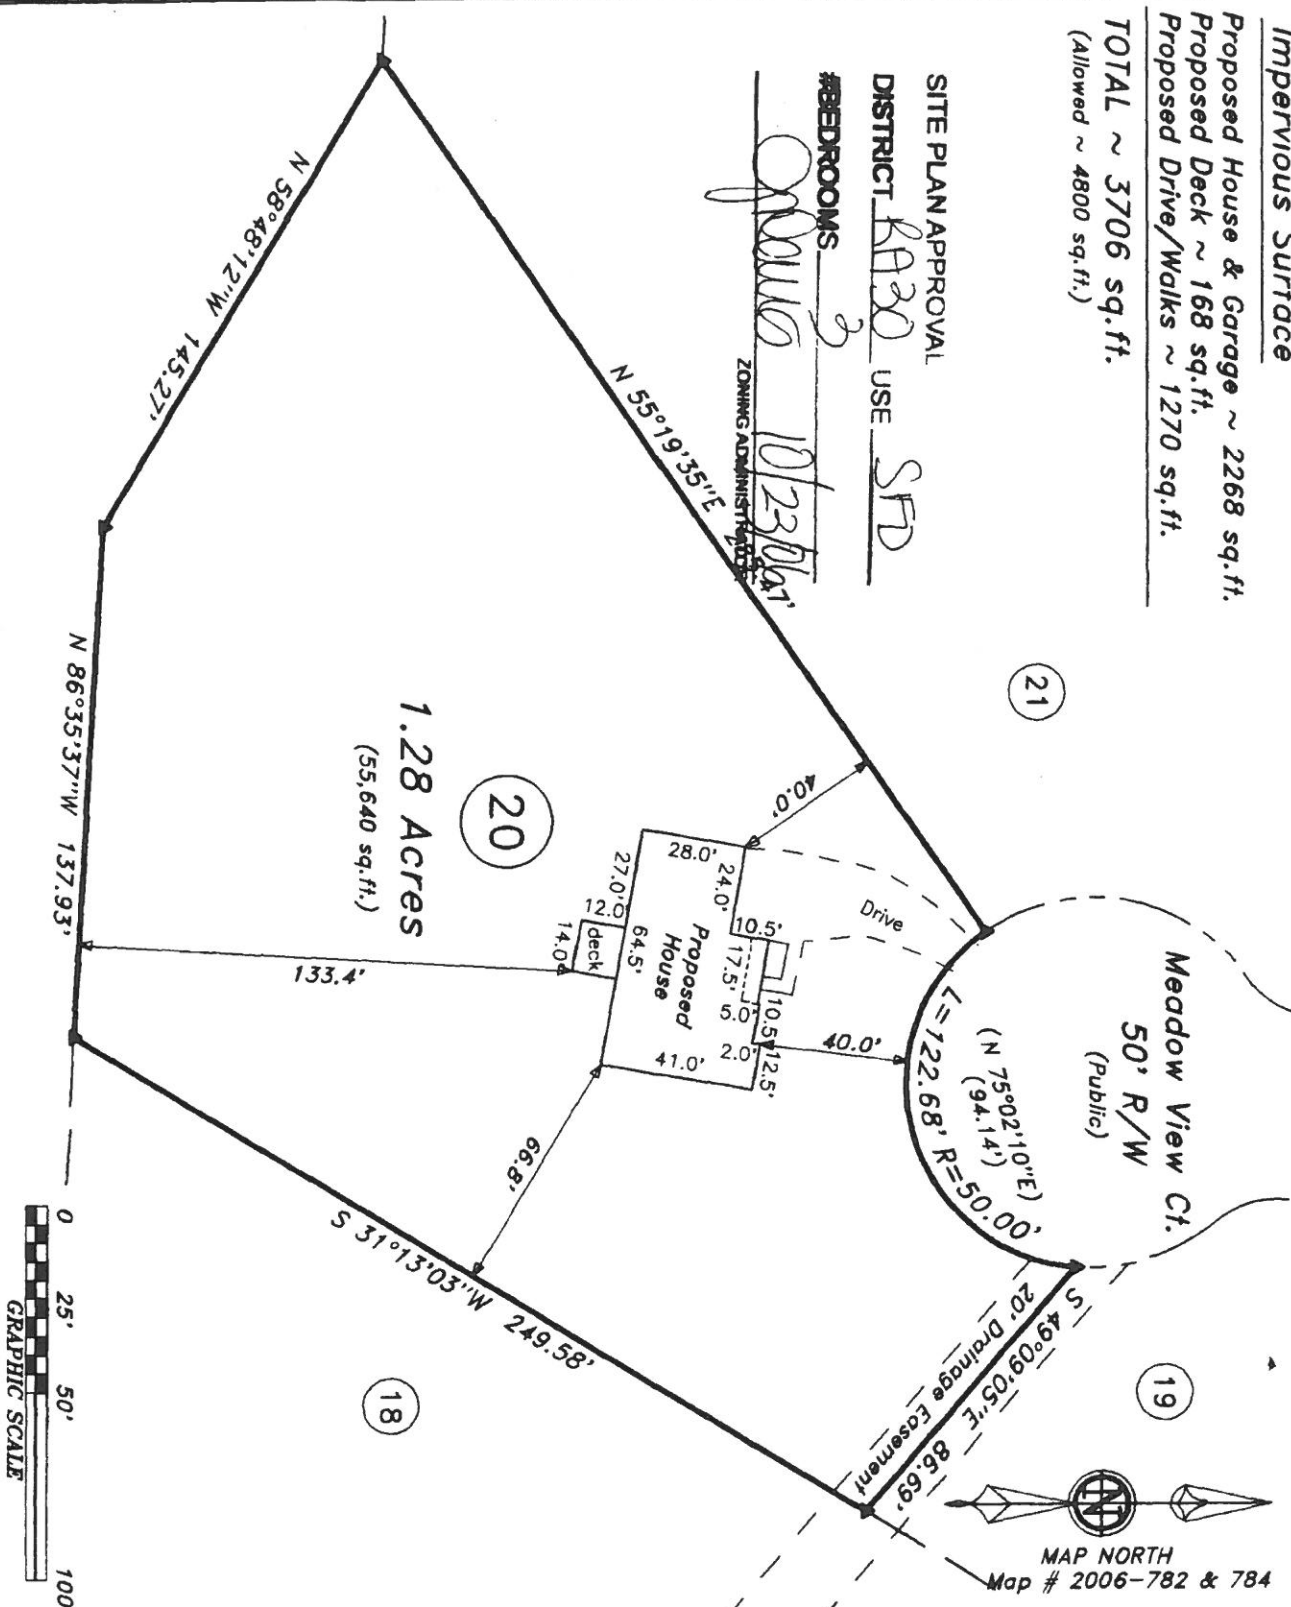 Impervious Surface
Proposed House & Garage ~ 2268 sq.ft.
Proposed Deck ~ 168 sq.ft.
Proposed Drive/Walks ~ 1270 sq.ft.
TOTAL ~ 3706 sq.ft.
(Allowed ~ 4800 sq.ft.)
SITE PLAN APPROVAL
DISTRICT RA30 USE SFD
#BEDROOMS 3
10/23/01
ZONING ADMINISTRATOR
21
Meadow View Ct.
50' R/W
(Public)
(N 75°02'10"E)
(94.14')
L=122.68' R=50.00'
19
S 49°09'05"E 86.69'
20' Drainage Easement
MAP NORTH
Map # 2006-782 & 784
N
N 55°19'35"E
N 58°48'12"W 145.27'
N 86°35'37"W 137.93'
S 31°13'03"W 249.58'
18
20
1.28 Acres
(55,640 sq.ft.)
40.0'
Drive
28.0'
24.0'
10.5'
17.5'
5.0'
10.5'
2.0'
12.5'
40.0'
Proposed
House
64.5'
27.0'
12.0'
14.0'
deck
41.0'
133.4'
66.8'
0 25' 50' 100
GRAPHIC SCALE